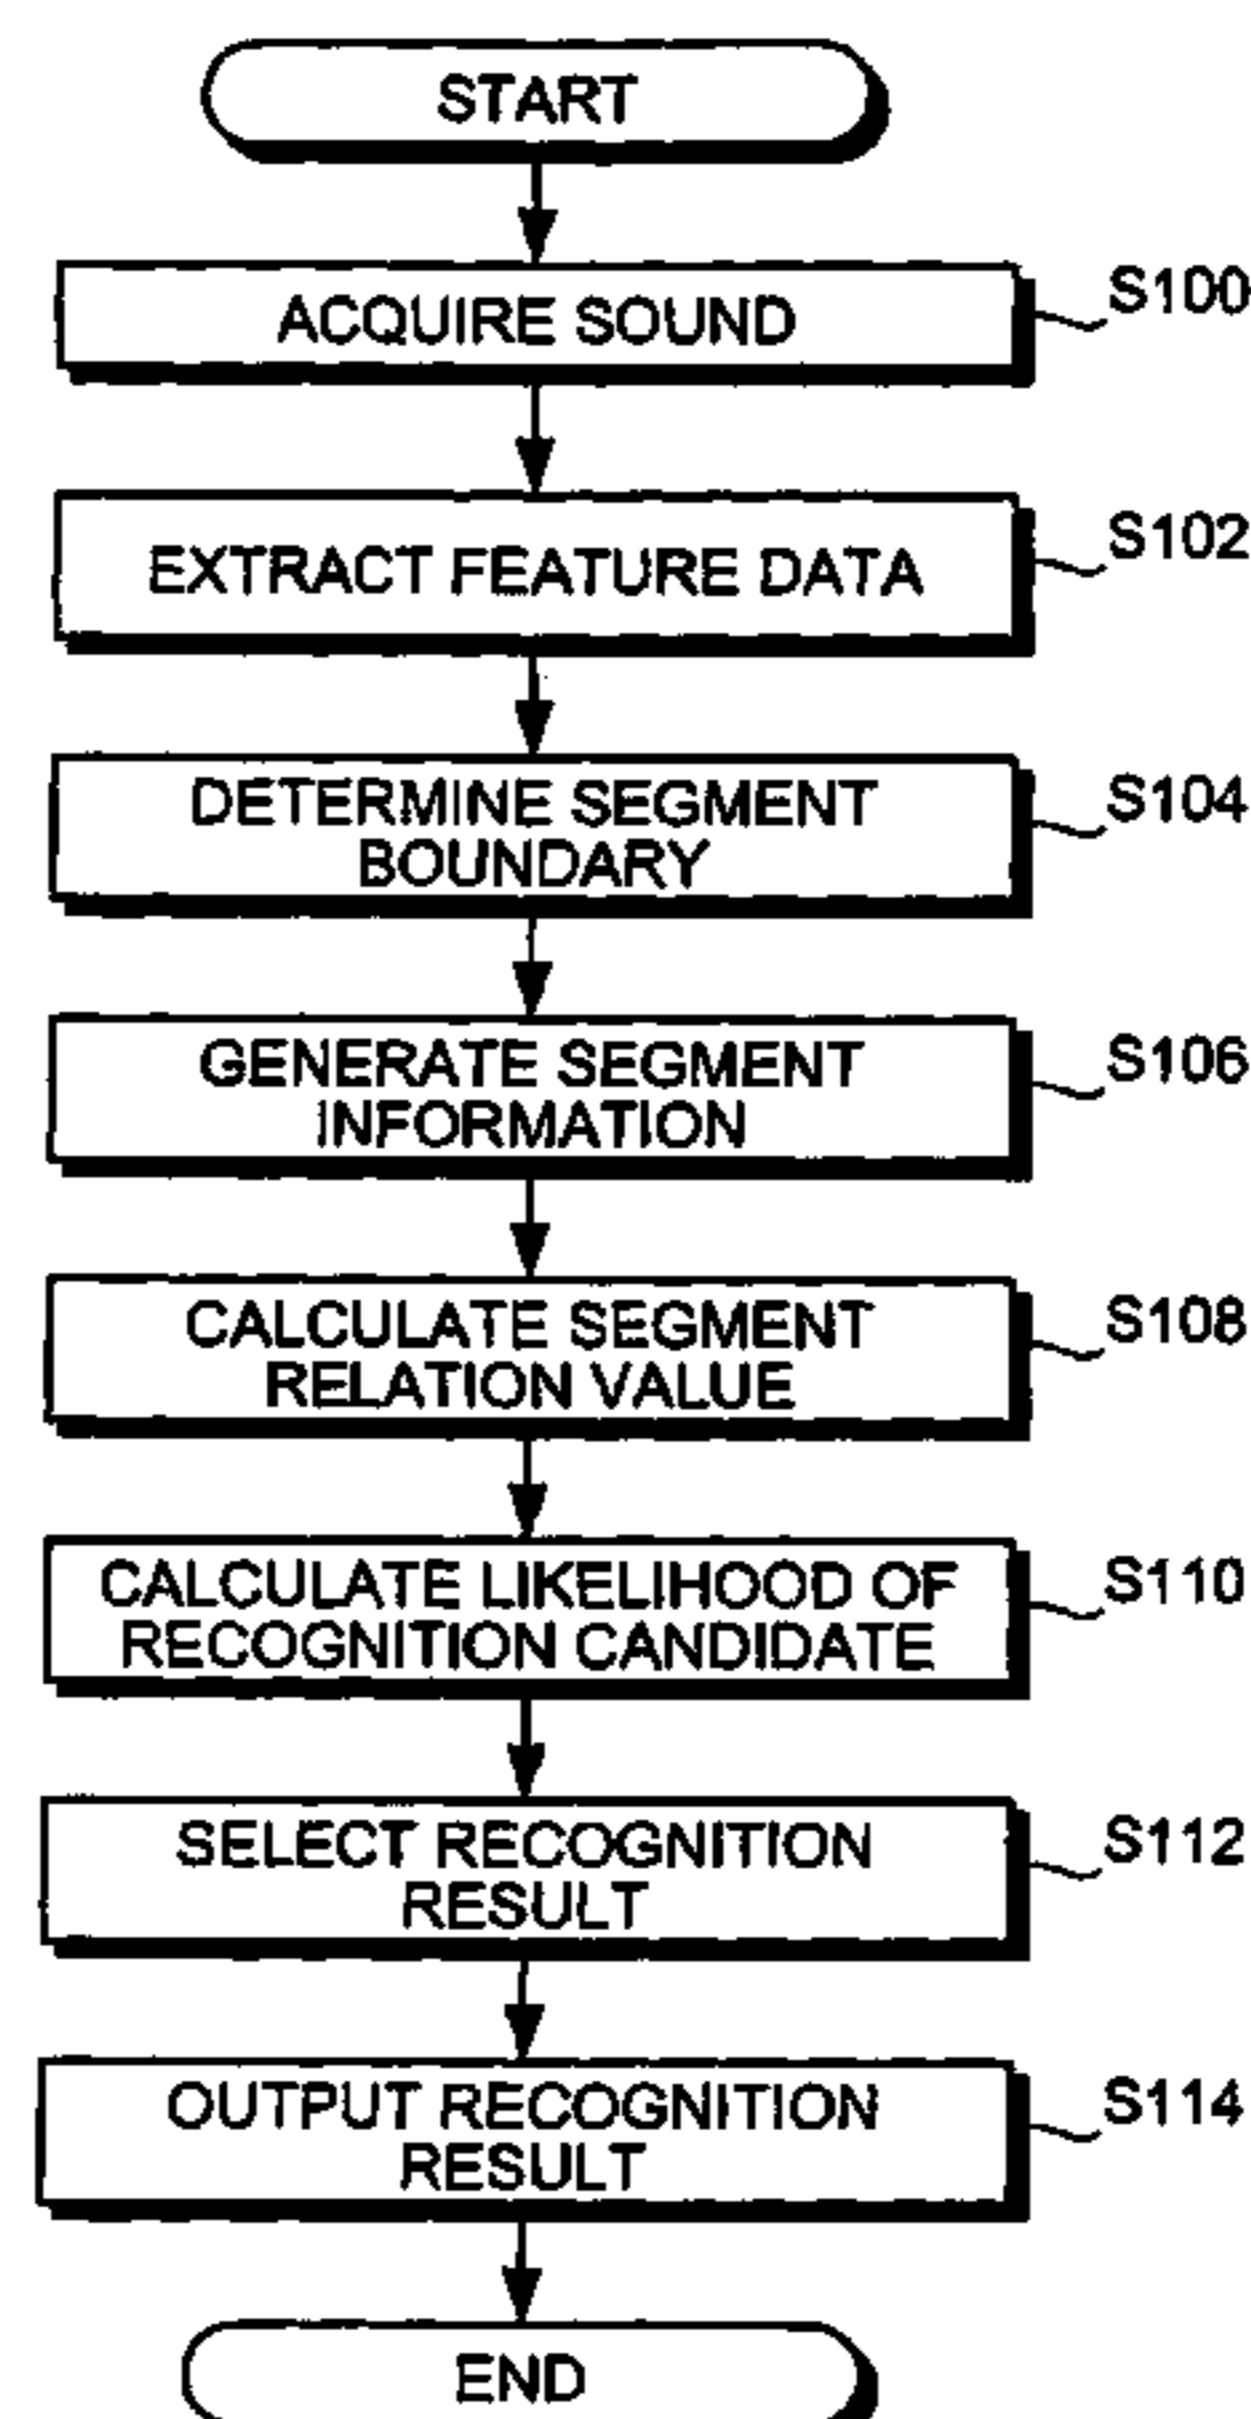 START
ACQUIRE SOUND
S100
EXTRACT FEATURE DATA
S102
DETERMINE SEGMENT
BOUNDARY
S104
GENERATE SEGMENT
INFORMATION
S106
CALCULATE SEGMENT
RELATION VALUE
S108
CALCULATE LIKELIHOOD OF
RECOGNITION CANDIDATE
S110
SELECT RECOGNITION
RESULT
S112
OUTPUT RECOGNITION
RESULT
S114
END